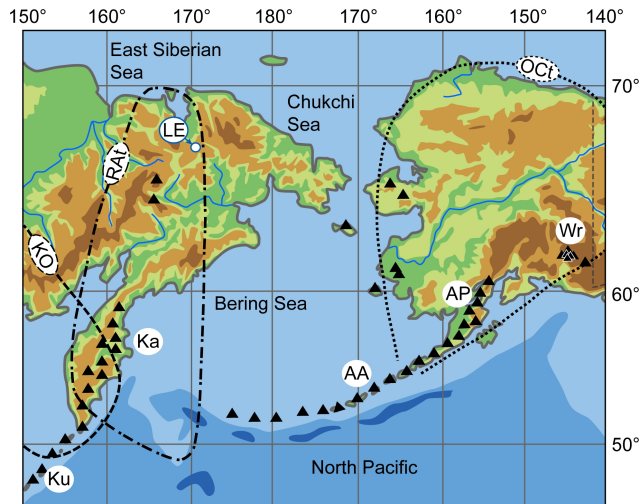 150° 160° 170° 180° 170° 160° 150° 140°
East Siberian
Sea
OCt
70°
Chukchi
Sea
LE
RAt
KO
Wr
60°
Bering Sea
AP
Ka
AA
50°
North Pacific
Ku